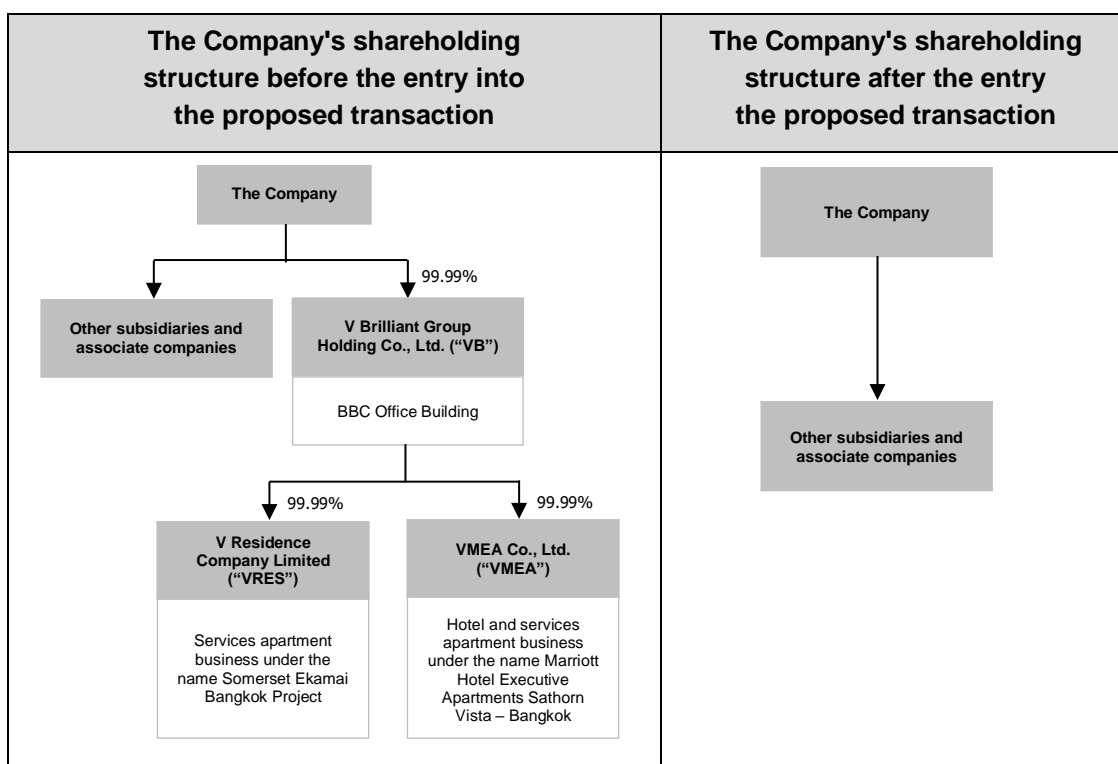 The Company's shareholding
structure before the entry into
the proposed transaction
The Company's shareholding
structure after the entry
the proposed transaction
The Company
99.99%
Other subsidiaries and
associate companies
V Brilliant Group
Holding Co., Ltd. (“VB”)
BBC Office Building
99.99%
99.99%
V Residence
Company Limited
(“VRES”)
Services apartment
business under the
name Somerset Ekamai
Bangkok Project
VMEA Co., Ltd.
(“VMEA”)
Hotel and services
apartment business
under the name Marriott
Hotel Executive
Apartments Sathorn
Vista – Bangkok
The Company
Other subsidiaries and
associate companies